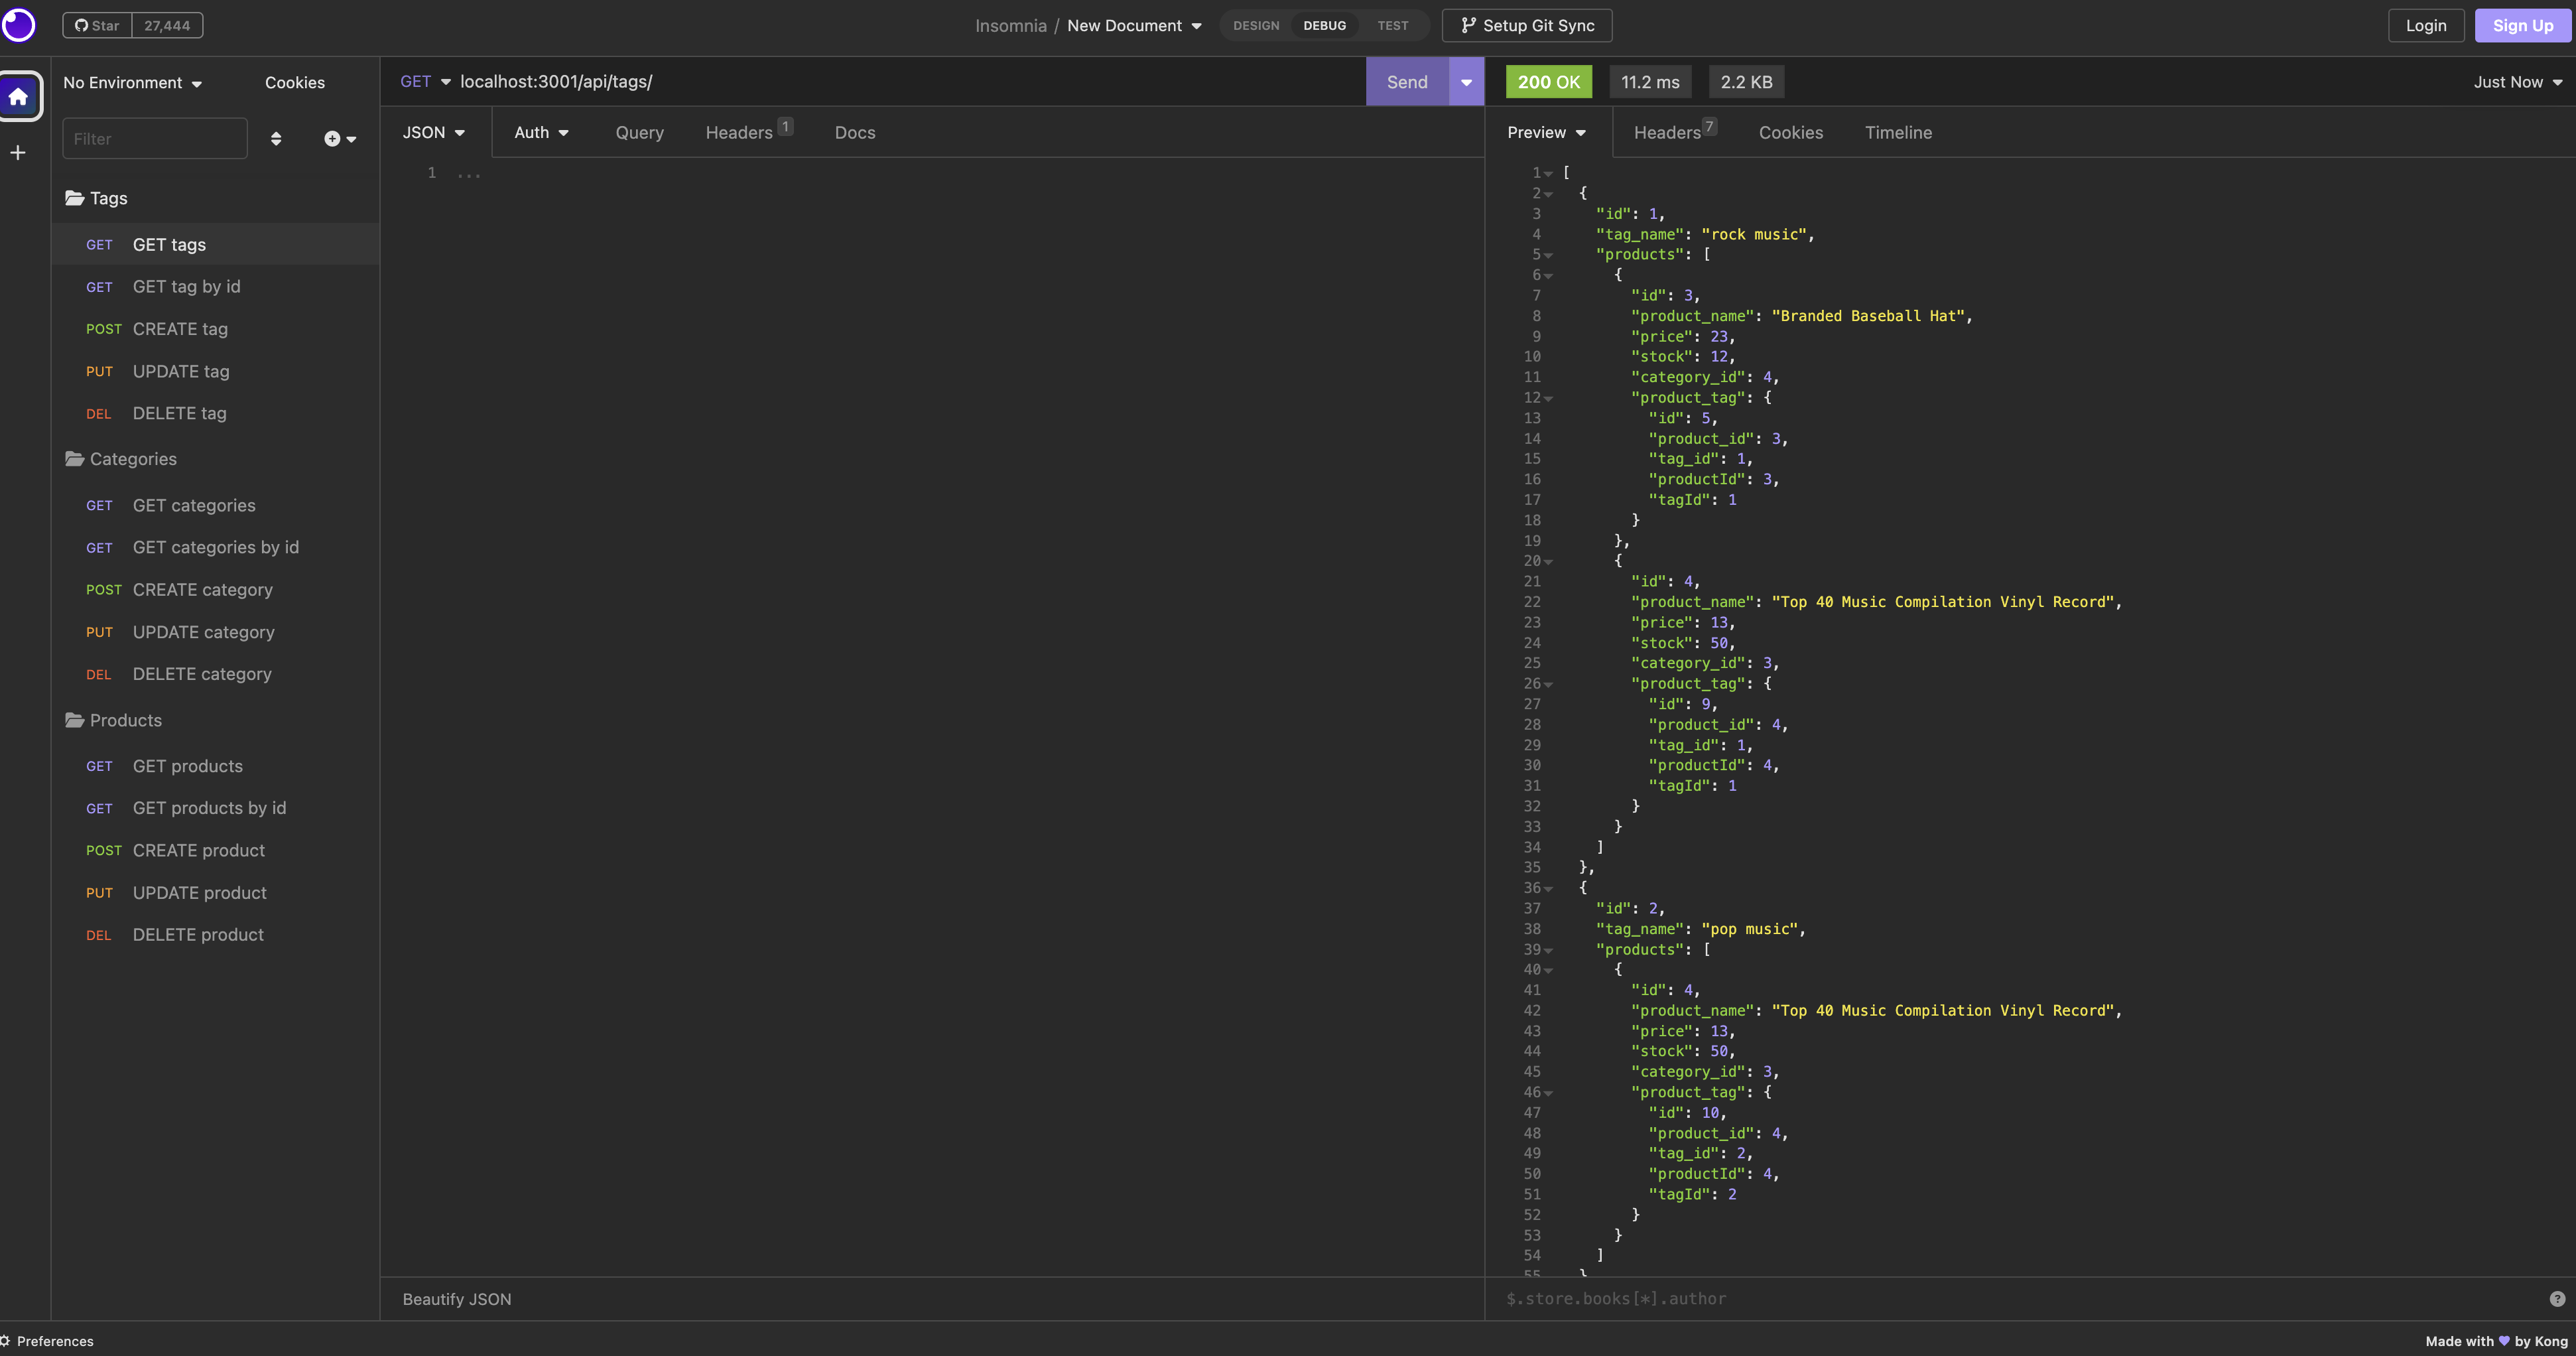 Star 27,444
Insomnia / New Document
DESIGN DEBUG TEST
Setup Git Sync
Login
Sign Up
No Environment
Cookies
Filter
Tags
GET GET tags
GET GET tag by id
POST CREATE tag
PUT UPDATE tag
DEL DELETE tag
Categories
GET GET categories
GET GET categories by id
POST CREATE category
PUT UPDATE category
DEL DELETE category
Products
GET GET products
GET GET products by id
POST CREATE product
PUT UPDATE product
DEL DELETE product
Preferences
GET localhost:3001/api/tags/
Send
JSON Auth Query Headers 1 Docs
1 ...
Beautify JSON
200 OK 11.2 ms 2.2 KB
Just Now
Preview Headers 7 Cookies Timeline
1 [
2 {
3 "id": 1,
4 "tag_name": "rock music",
5 "products": [
6 {
7 "id": 3,
8 "product_name": "Branded Baseball Hat",
9 "price": 23,
10 "stock": 12,
11 "category_id": 4,
12 "product_tag": {
13 "id": 5,
14 "product_id": 3,
15 "tag_id": 1,
16 "productId": 3,
17 "tagId": 1
18 }
19 },
20 {
21 "id": 4,
22 "product_name": "Top 40 Music Compilation Vinyl Record",
23 "price": 13,
24 "stock": 50,
25 "category_id": 3,
26 "product_tag": {
27 "id": 9,
28 "product_id": 4,
29 "tag_id": 1,
30 "productId": 4,
31 "tagId": 1
32 }
33 }
34 ]
35 },
36 {
37 "id": 2,
38 "tag_name": "pop music",
39 "products": [
40 {
41 "id": 4,
42 "product_name": "Top 40 Music Compilation Vinyl Record",
43 "price": 13,
44 "stock": 50,
45 "category_id": 3,
46 "product_tag": {
47 "id": 10,
48 "product_id": 4,
49 "tag_id": 2,
50 "productId": 4,
51 "tagId": 2
52 }
53 }
54 ]
55 }
$.store.books[*].author
Made with ♥ by Kong